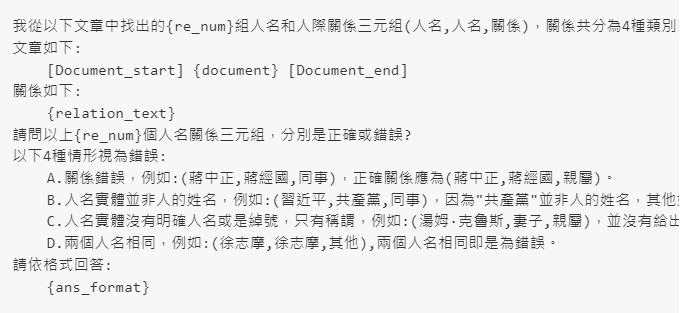 我從以下文章中找出的{re_num}組人名和人際關係三元組(人名,人名,關係)，關係共分為4種類別
文章如下:
[Document_start] {document} [Document_end]
關係如下:
{relation_text}
請問以上{re_num}個人名關係三元組，分別是正確或錯誤?
以下4種情形視為錯誤:
A.關係錯誤，例如:(蔣中正,蔣經國,同事)，正確關係應為(蔣中正,蔣經國,親屬)。
B.人名實體並非人的姓名，例如:(習近平,共產黨,同事)，因為"共產黨"並非人的姓名，其他
C.人名實體沒有明確人名或是綽號，只有稱謂，例如:(湯姆·克魯斯,妻子,親屬)，並沒有給出
D.兩個人名相同，例如:(徐志摩,徐志摩,其他),兩個人名相同即是為錯誤。
請依格式回答:
{ans_format}